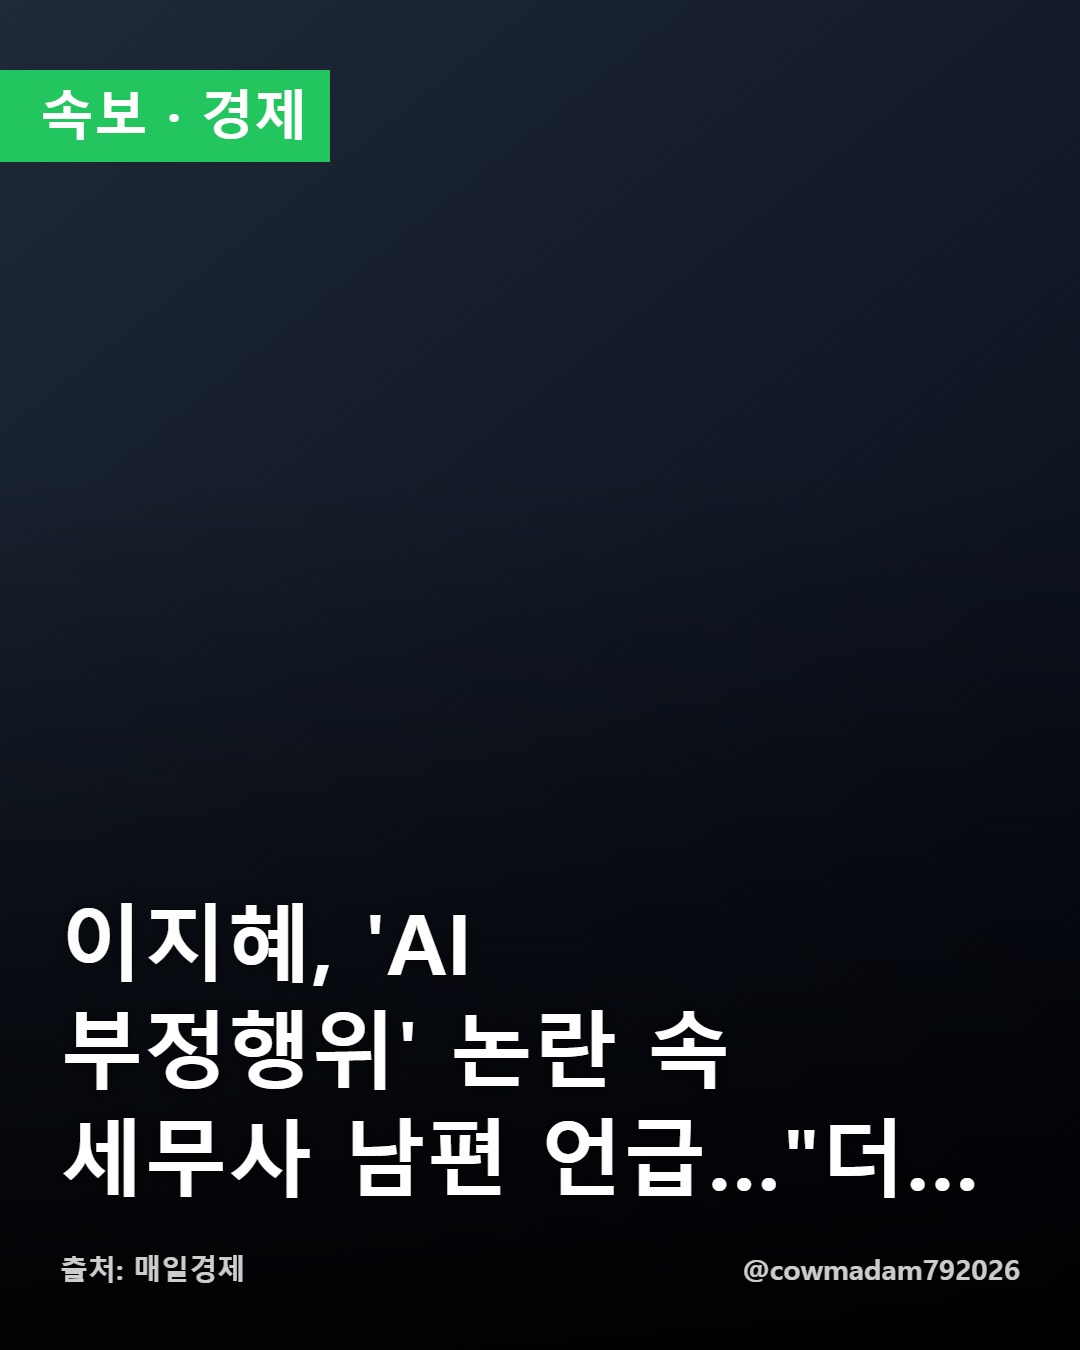 속보 · 경제
이지혜, 'AI
부정행위' 논란 속
세무사 남편 언급…"더…
출처: 매일경제
@cowmadam792026